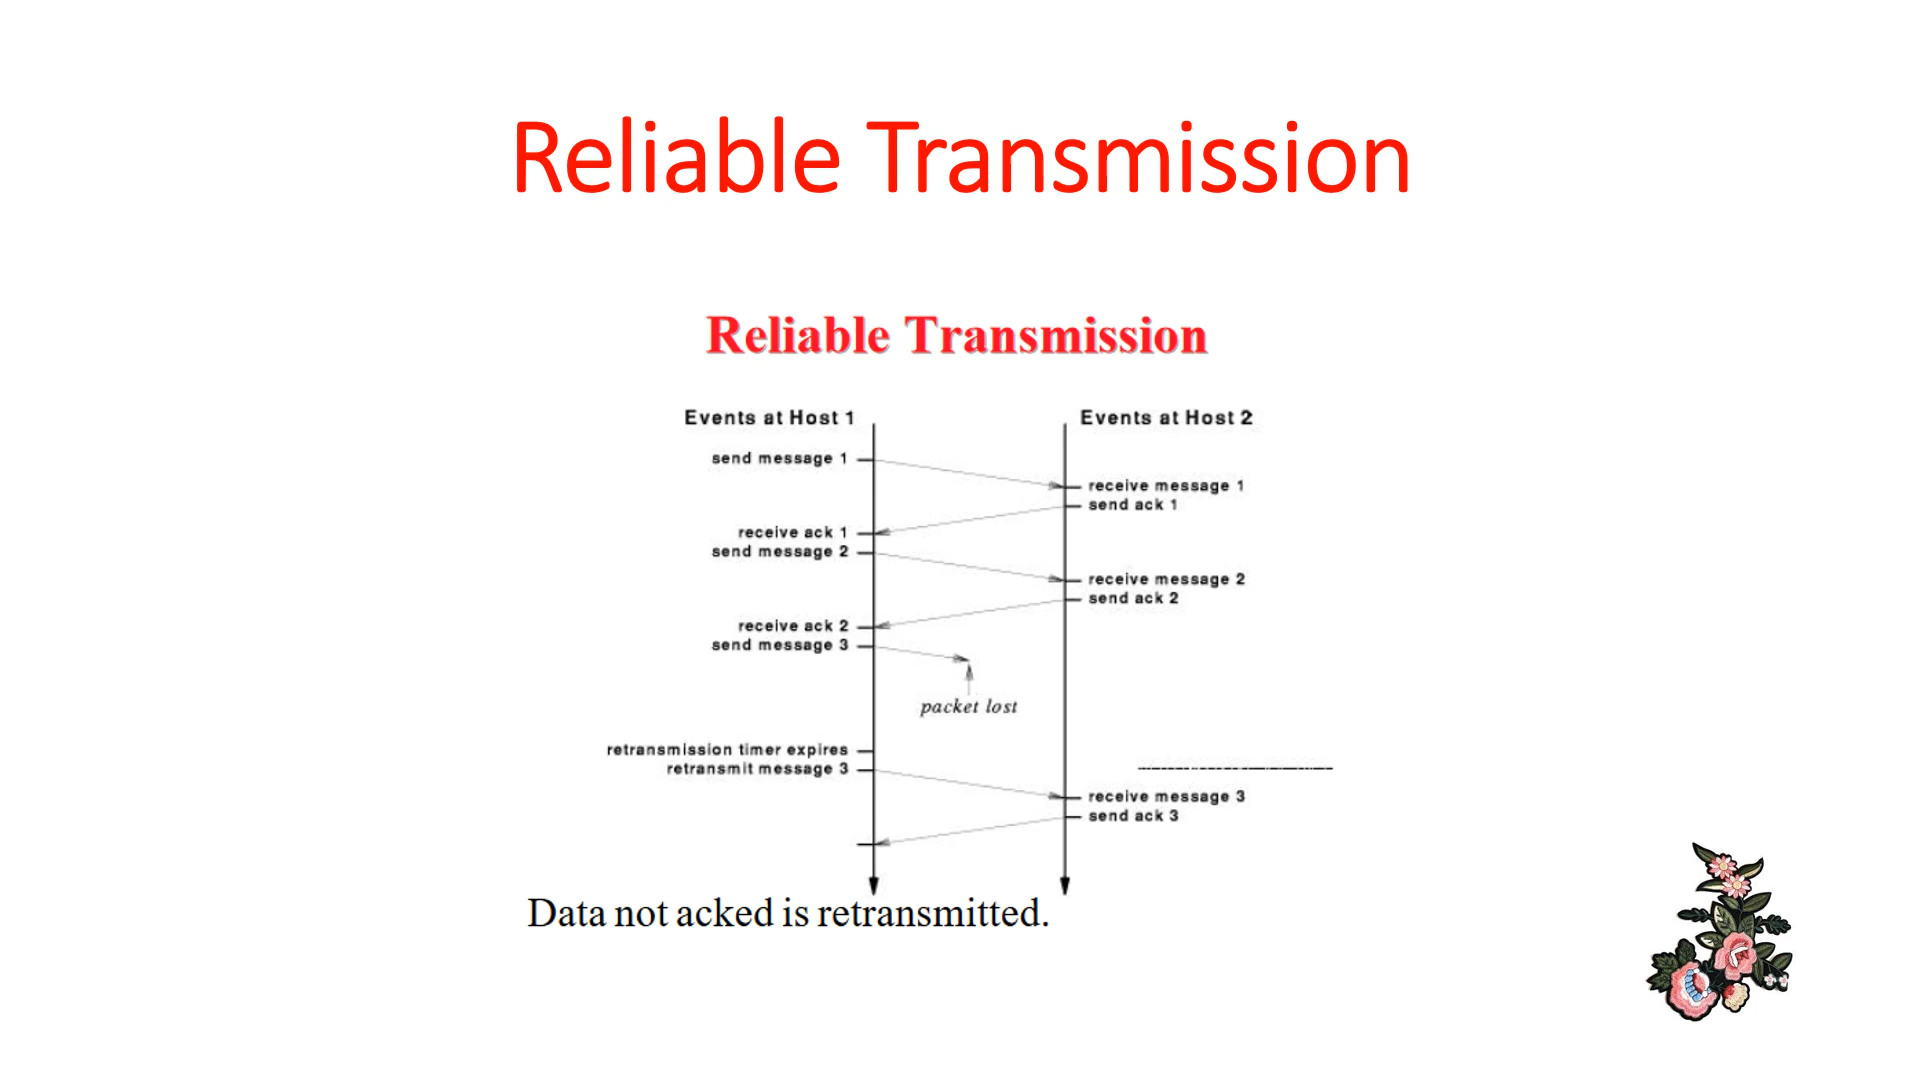 Reliable Transmission
Reliable Transmission
Events at Host 1
Events at Host 2
send message 1
receive message 1
send ack 1
receive ack 1
send message 2
receive message 2
send ack 2
receive ack 2
send message 3
packet lost
retransmission timer expires
retransmit message 3
receive message 3
send ack 3
Data not acked is retransmitted.